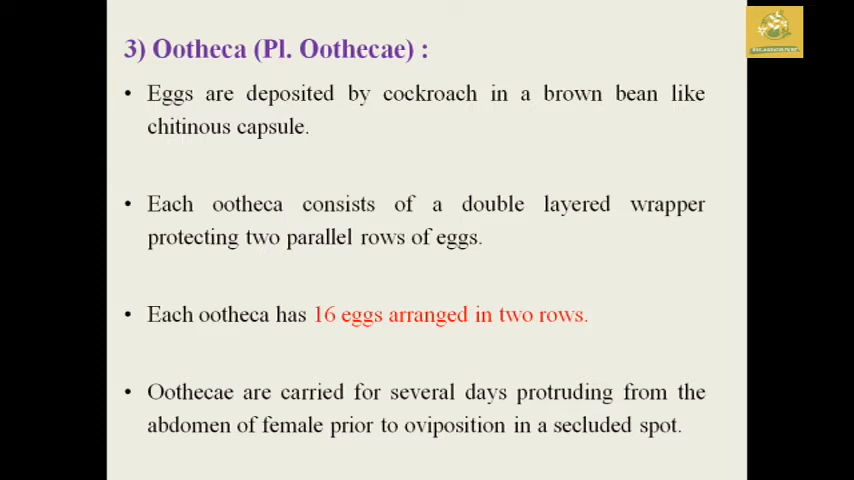 3) Ootheca (Pl. Oothecae) :
• Eggs are deposited by cockroach in a brown bean like
chitinous capsule.
• Each ootheca consists of a double layered wrapper
protecting two parallel rows of eggs.
• Each ootheca has 16 eggs arranged in two rows.
• Oothecae are carried for several days protruding from the
abdomen of female prior to oviposition in a secluded spot.